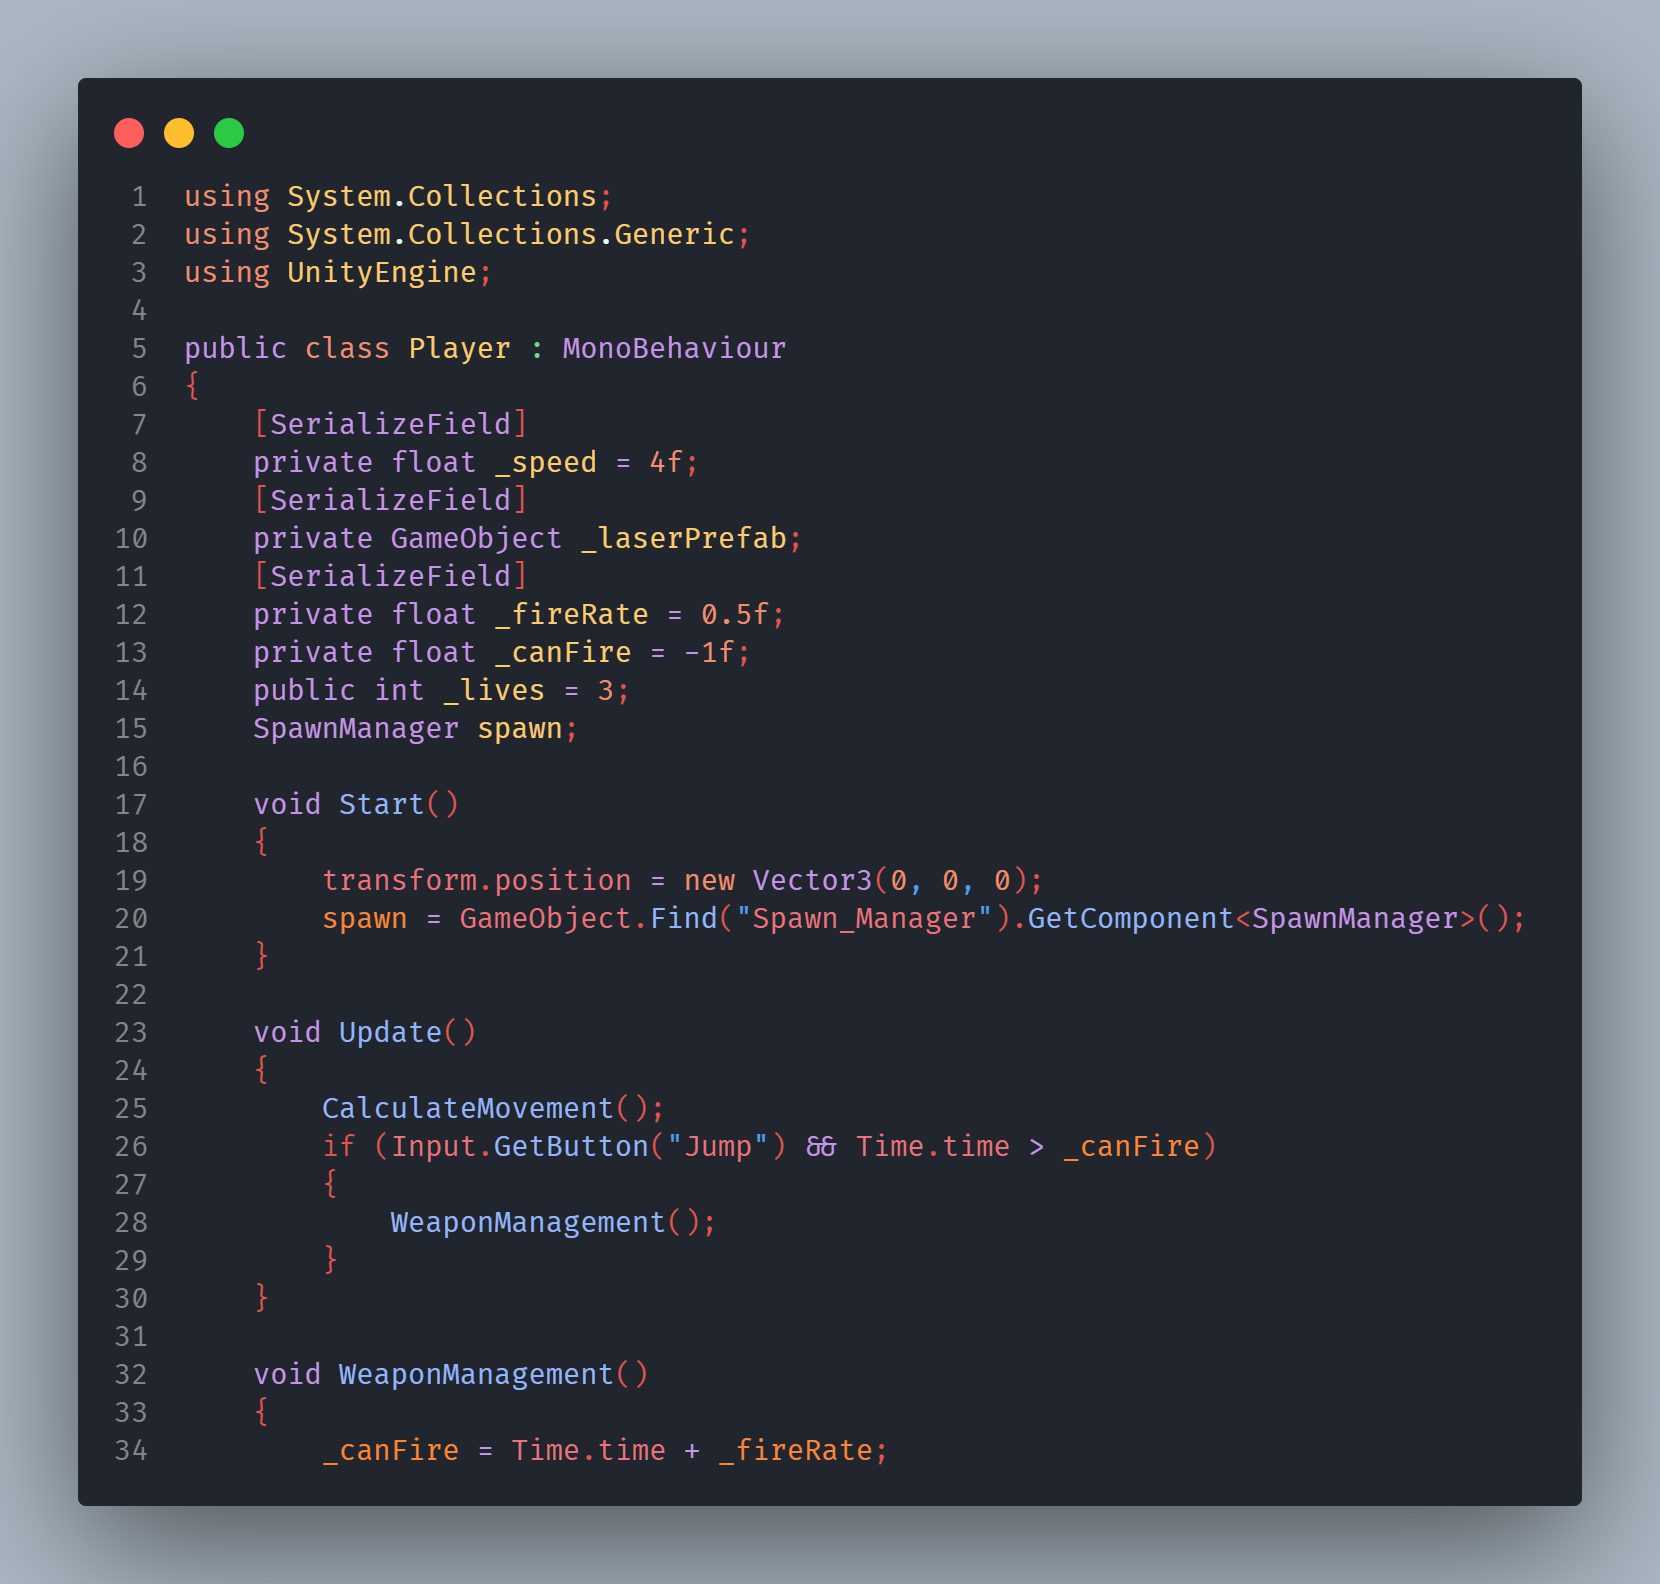 1 using System.Collections;
2 using System.Collections.Generic;
3 using UnityEngine;
4
5 public class Player : MonoBehaviour
6 {
7     [SerializeField]
8     private float _speed = 4f;
9     [SerializeField]
10     private GameObject _laserPrefab;
11     [SerializeField]
12     private float _fireRate = 0.5f;
13     private float _canFire = -1f;
14     public int _lives = 3;
15     SpawnManager spawn;
16
17     void Start()
18     {
19         transform.position = new Vector3(0, 0, 0);
20         spawn = GameObject.Find("Spawn_Manager").GetComponent<SpawnManager>();
21     }
22
23     void Update()
24     {
25         CalculateMovement();
26         if (Input.GetButton("Jump") && Time.time > _canFire)
27         {
28             WeaponManagement();
29         }
30     }
31
32     void WeaponManagement()
33     {
34         _canFire = Time.time + _fireRate;